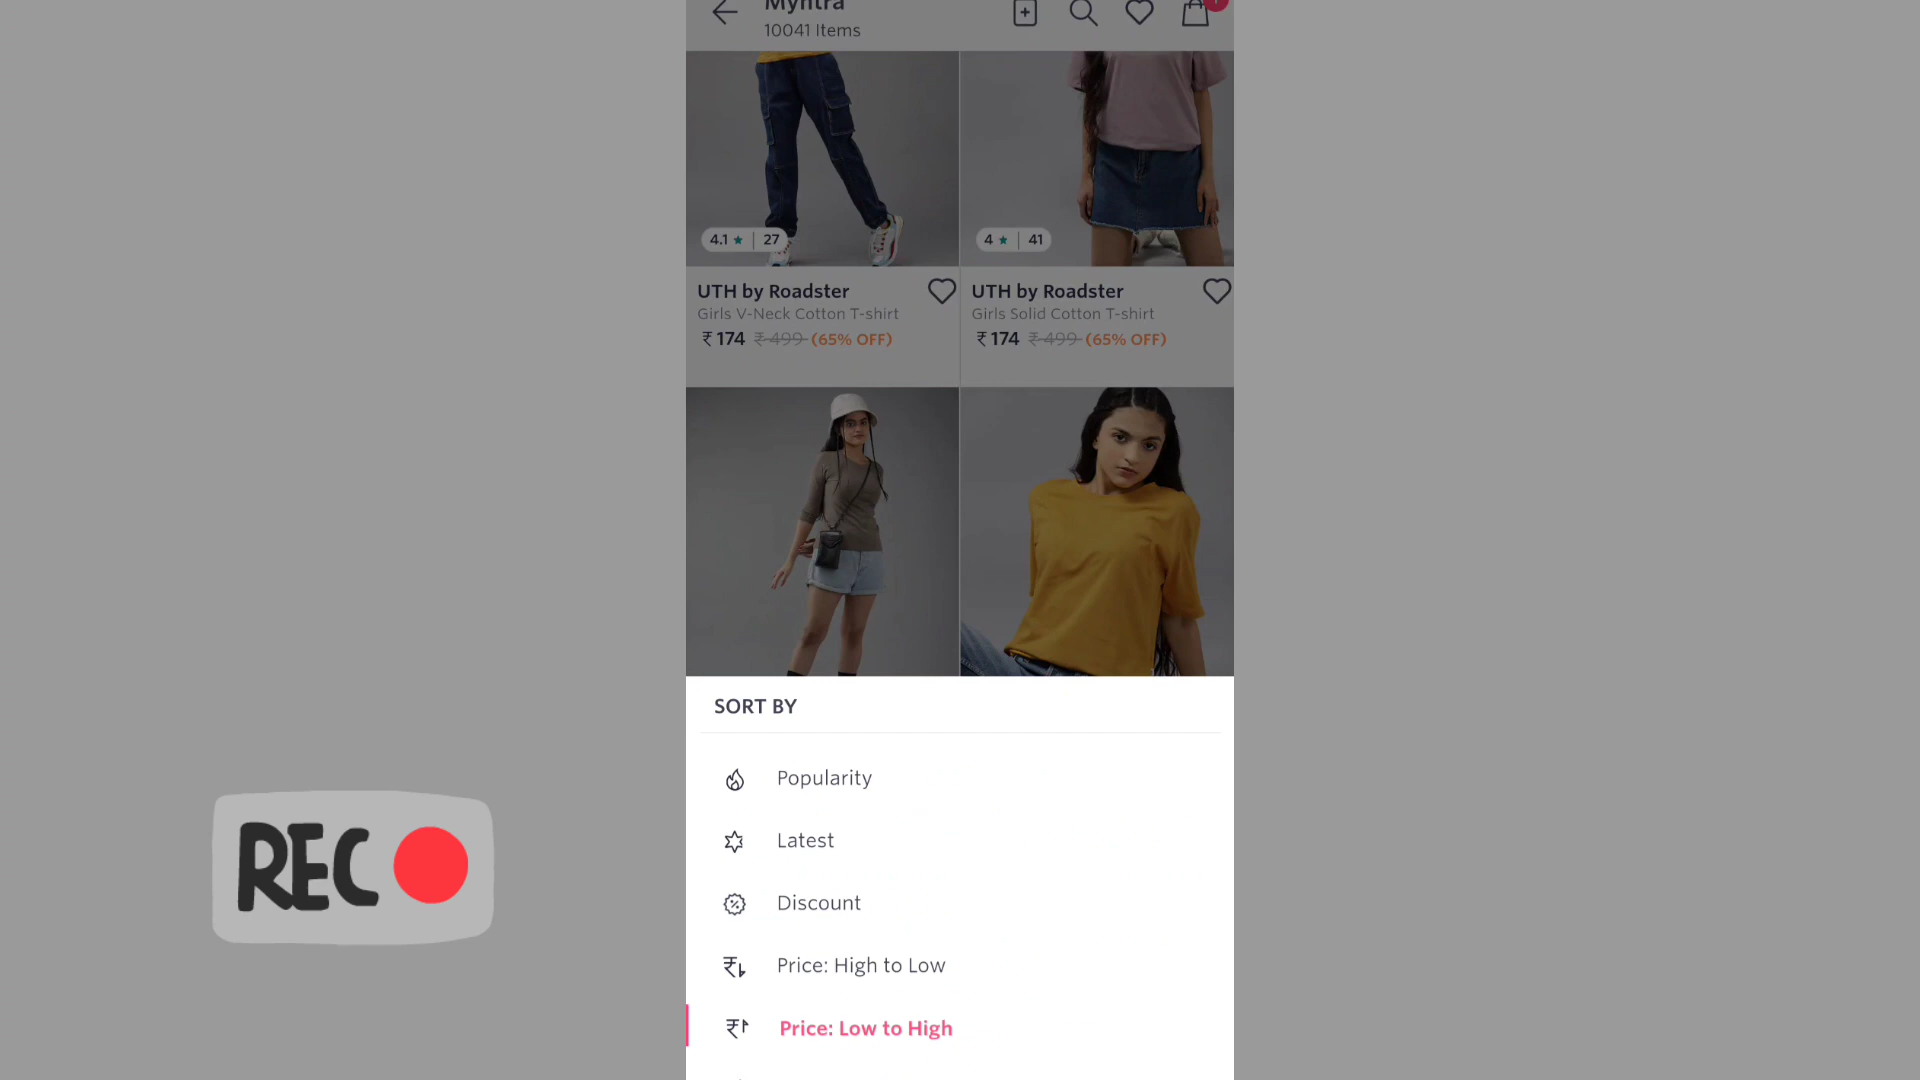 Myntra
10041 Items
4.1 ★ | 27
4 ★ | 41
UTH by Roadster
Girls V-Neck Cotton T-shirt
₹174 ₹499 (65% OFF)
UTH by Roadster
Girls Solid Cotton T-shirt
₹174 ₹499 (65% OFF)
SORT BY
Popularity
Latest
Discount
Price: High to Low
Price: Low to High
REC